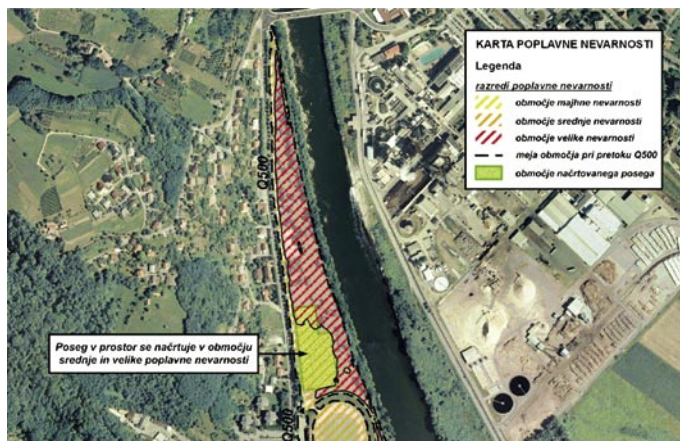 KARTA POPLAVNE NEVARNOSTI
Legenda
razredi poplavne nevarnosti
območje majhne nevarnosti
območje srednje nevarnosti
območje velike nevarnosti
meja območja pri pretoku Q500
območje načrtovanega posega
Q500
Poseg v prostor se načrtuje v območju
srednje in velike poplavne nevarnosti
Q500